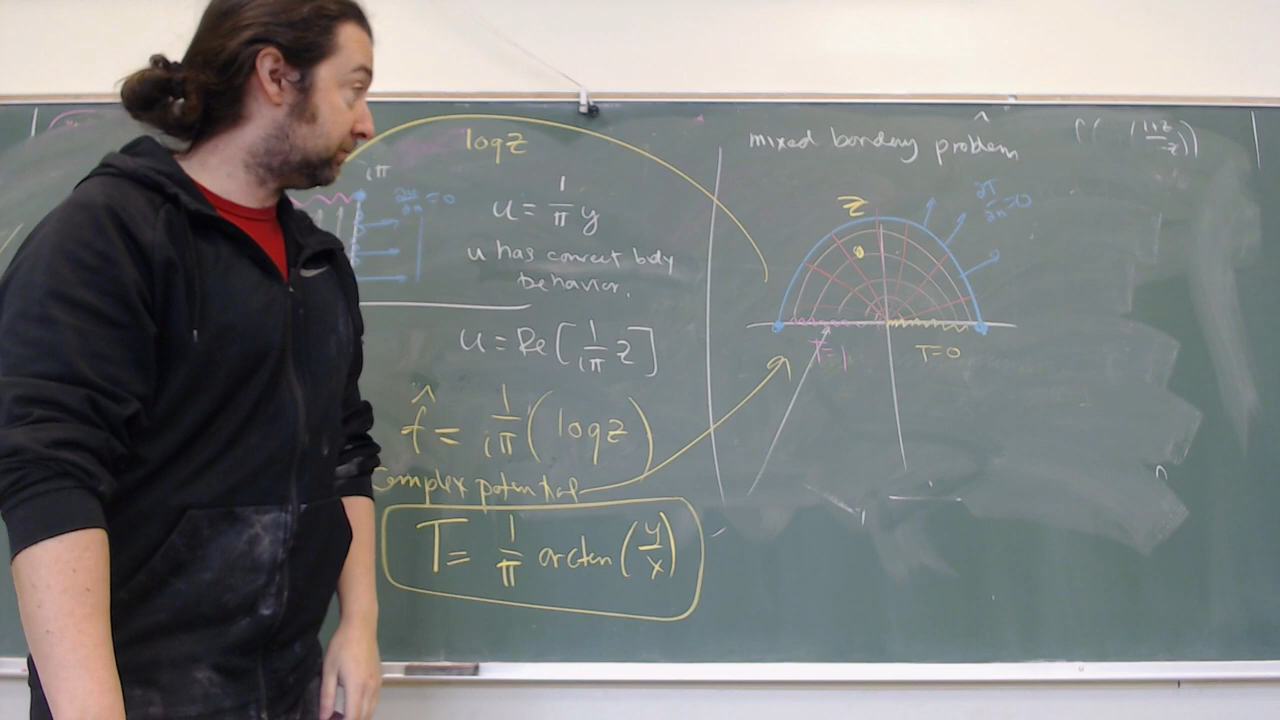 log z
iπ
∂u/∂n = 0
u = 1/π y
u has correct bdy
behavior.
u = Re[1/iπ z]
f̂ = 1/iπ (log z)
Complex potential
T = 1/π arctan(y/x)
mixed bondary problem
z
∂T/∂n = 0
T=1
T=0